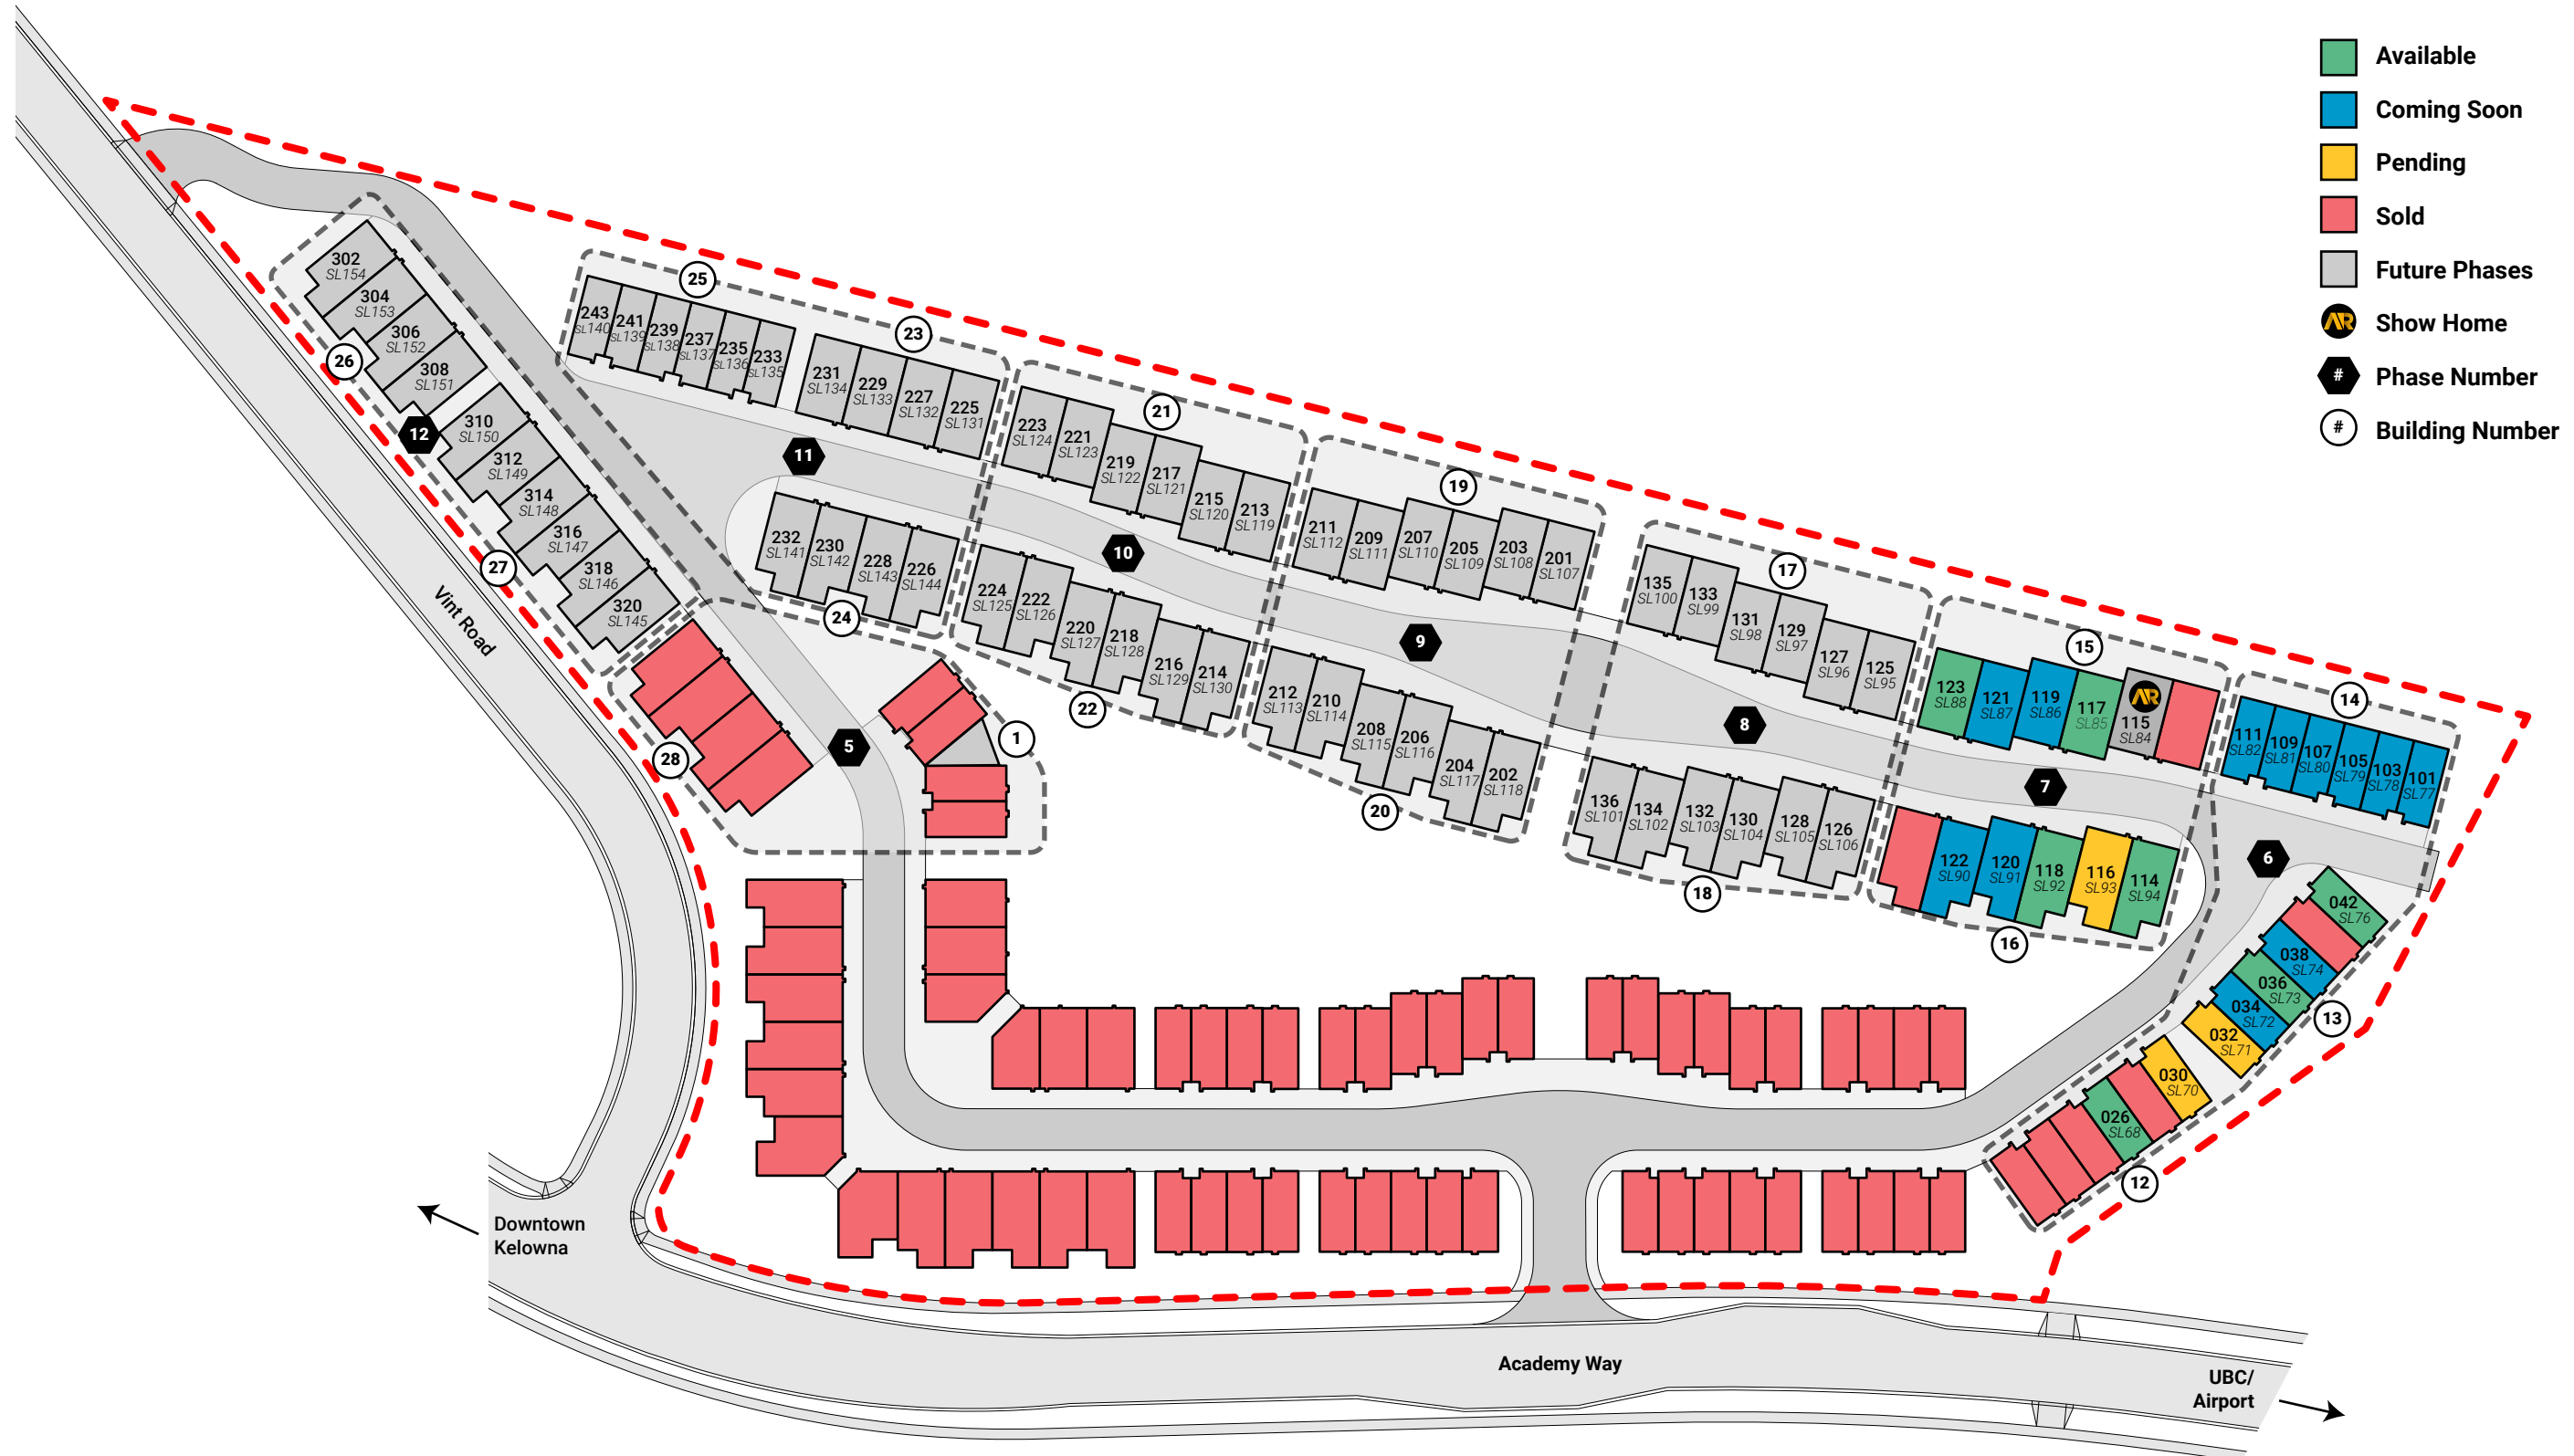 Available
Coming Soon
Pending
Sold
Future Phases
AR Show Home
# Phase Number
# Building Number
302
SL154
304
SL153
306
SL152
308
SL151
26
12
310
SL150
312
SL149
314
SL148
316
SL147
318
SL146
320
SL145
27
Vint Road
28
25
243
SL140
241
SL139
239
SL138
237
SL137
235
SL136
233
SL135
23
231
SL134
229
SL133
227
SL132
225
SL131
11
232
SL141
230
SL142
228
SL143
226
SL144
24
21
223
SL124
221
SL123
219
SL122
217
SL121
215
SL120
213
SL119
10
224
SL125
222
SL126
220
SL127
218
SL128
216
SL129
214
SL130
22
5
1
19
211
SL112
209
SL111
207
SL110
205
SL109
203
SL108
201
SL107
9
212
SL113
210
SL114
208
SL115
206
SL116
204
SL117
202
SL118
20
17
135
SL100
133
SL99
131
SL98
129
SL97
127
SL96
125
SL95
8
136
SL101
134
SL102
132
SL103
130
SL104
128
SL105
126
SL106
18
15
123
SL88
121
SL87
119
SL86
117
SL85
AR
115
SL84
7
122
SL90
120
SL91
118
SL92
116
SL93
114
SL94
16
14
111
SL82
109
SL81
107
SL80
105
SL79
103
SL78
101
SL77
6
042
SL76
038
SL74
036
SL73
034
SL72
032
SL71
13
030
SL70
026
SL68
12
Downtown
Kelowna
Academy Way
UBC/
Airport